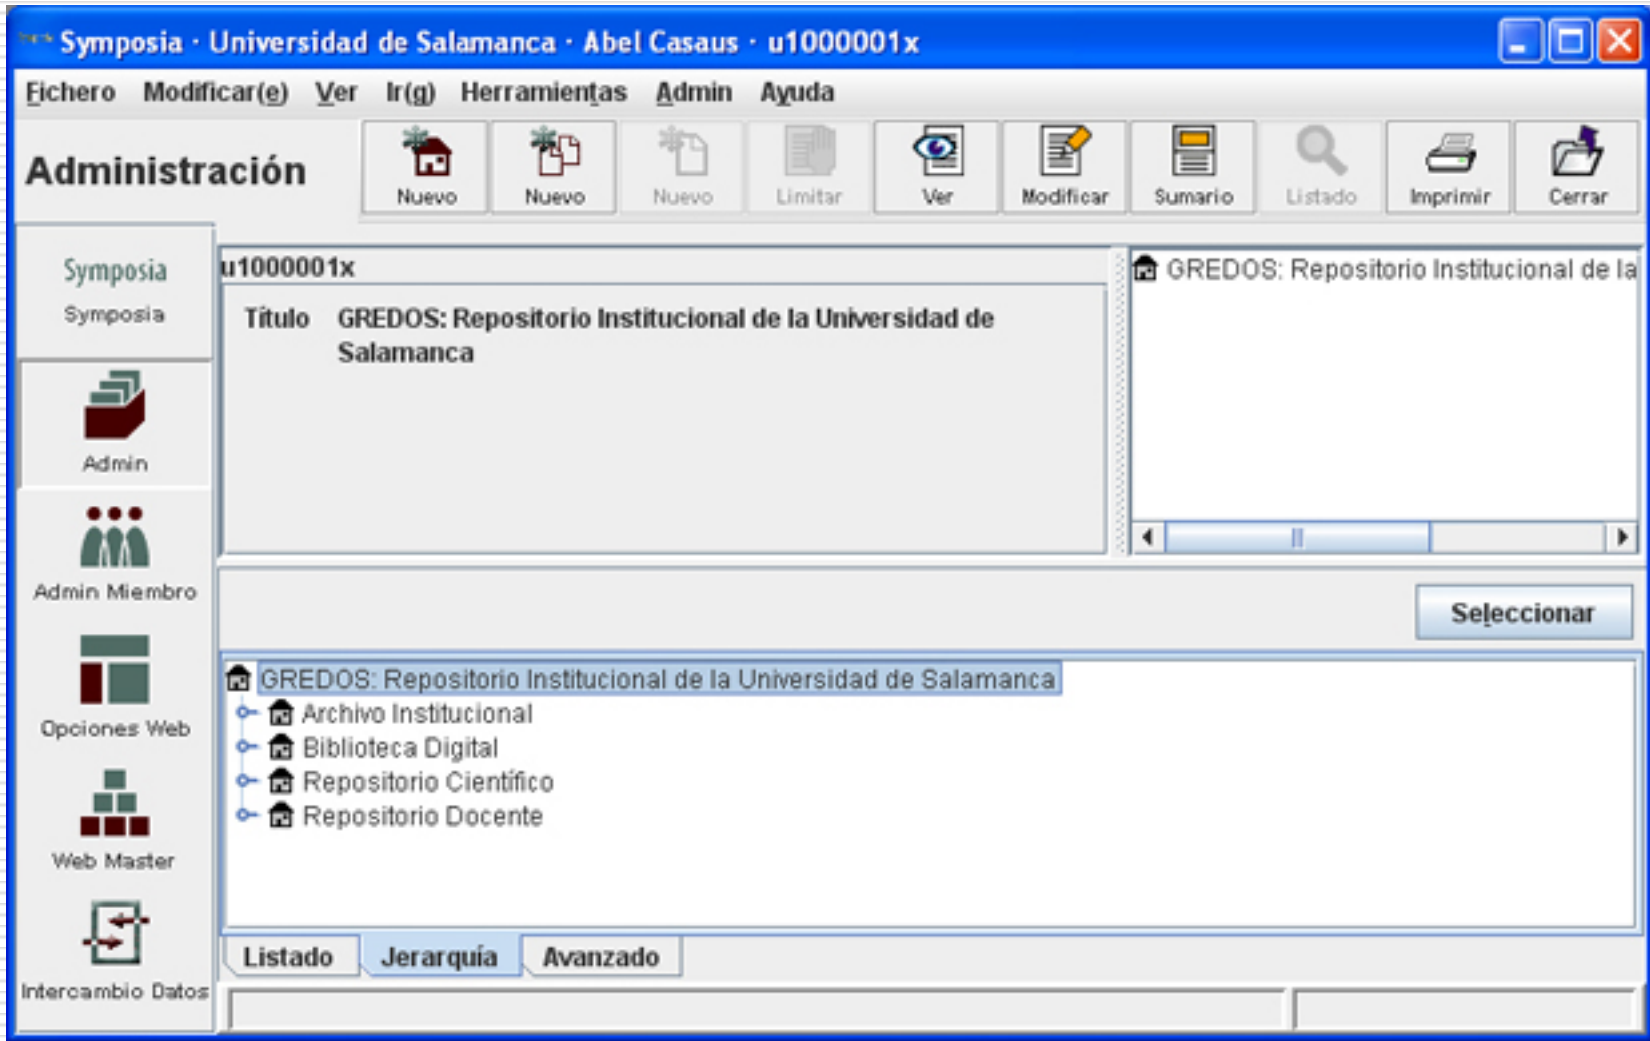 Symposia · Universidad de Salamanca · Abel Casaus · u1000001x
Fichero Modificar(e) Ver Ir(g) Herramientas Admin Ayuda
Administración
Nuevo Nuevo Nuevo Limitar Ver Modificar Sumario Listado Imprimir Cerrar
Symposia
Symposia
Admin
Admin Miembro
Opciones Web
Web Master
Intercambio Datos
u1000001x
Título GREDOS: Repositorio Institucional de la Universidad de
Salamanca
GREDOS: Repositorio Institucional de la
Seleccionar
GREDOS: Repositorio Institucional de la Universidad de Salamanca
Archivo Institucional
Biblioteca Digital
Repositorio Científico
Repositorio Docente
Listado Jerarquía Avanzado